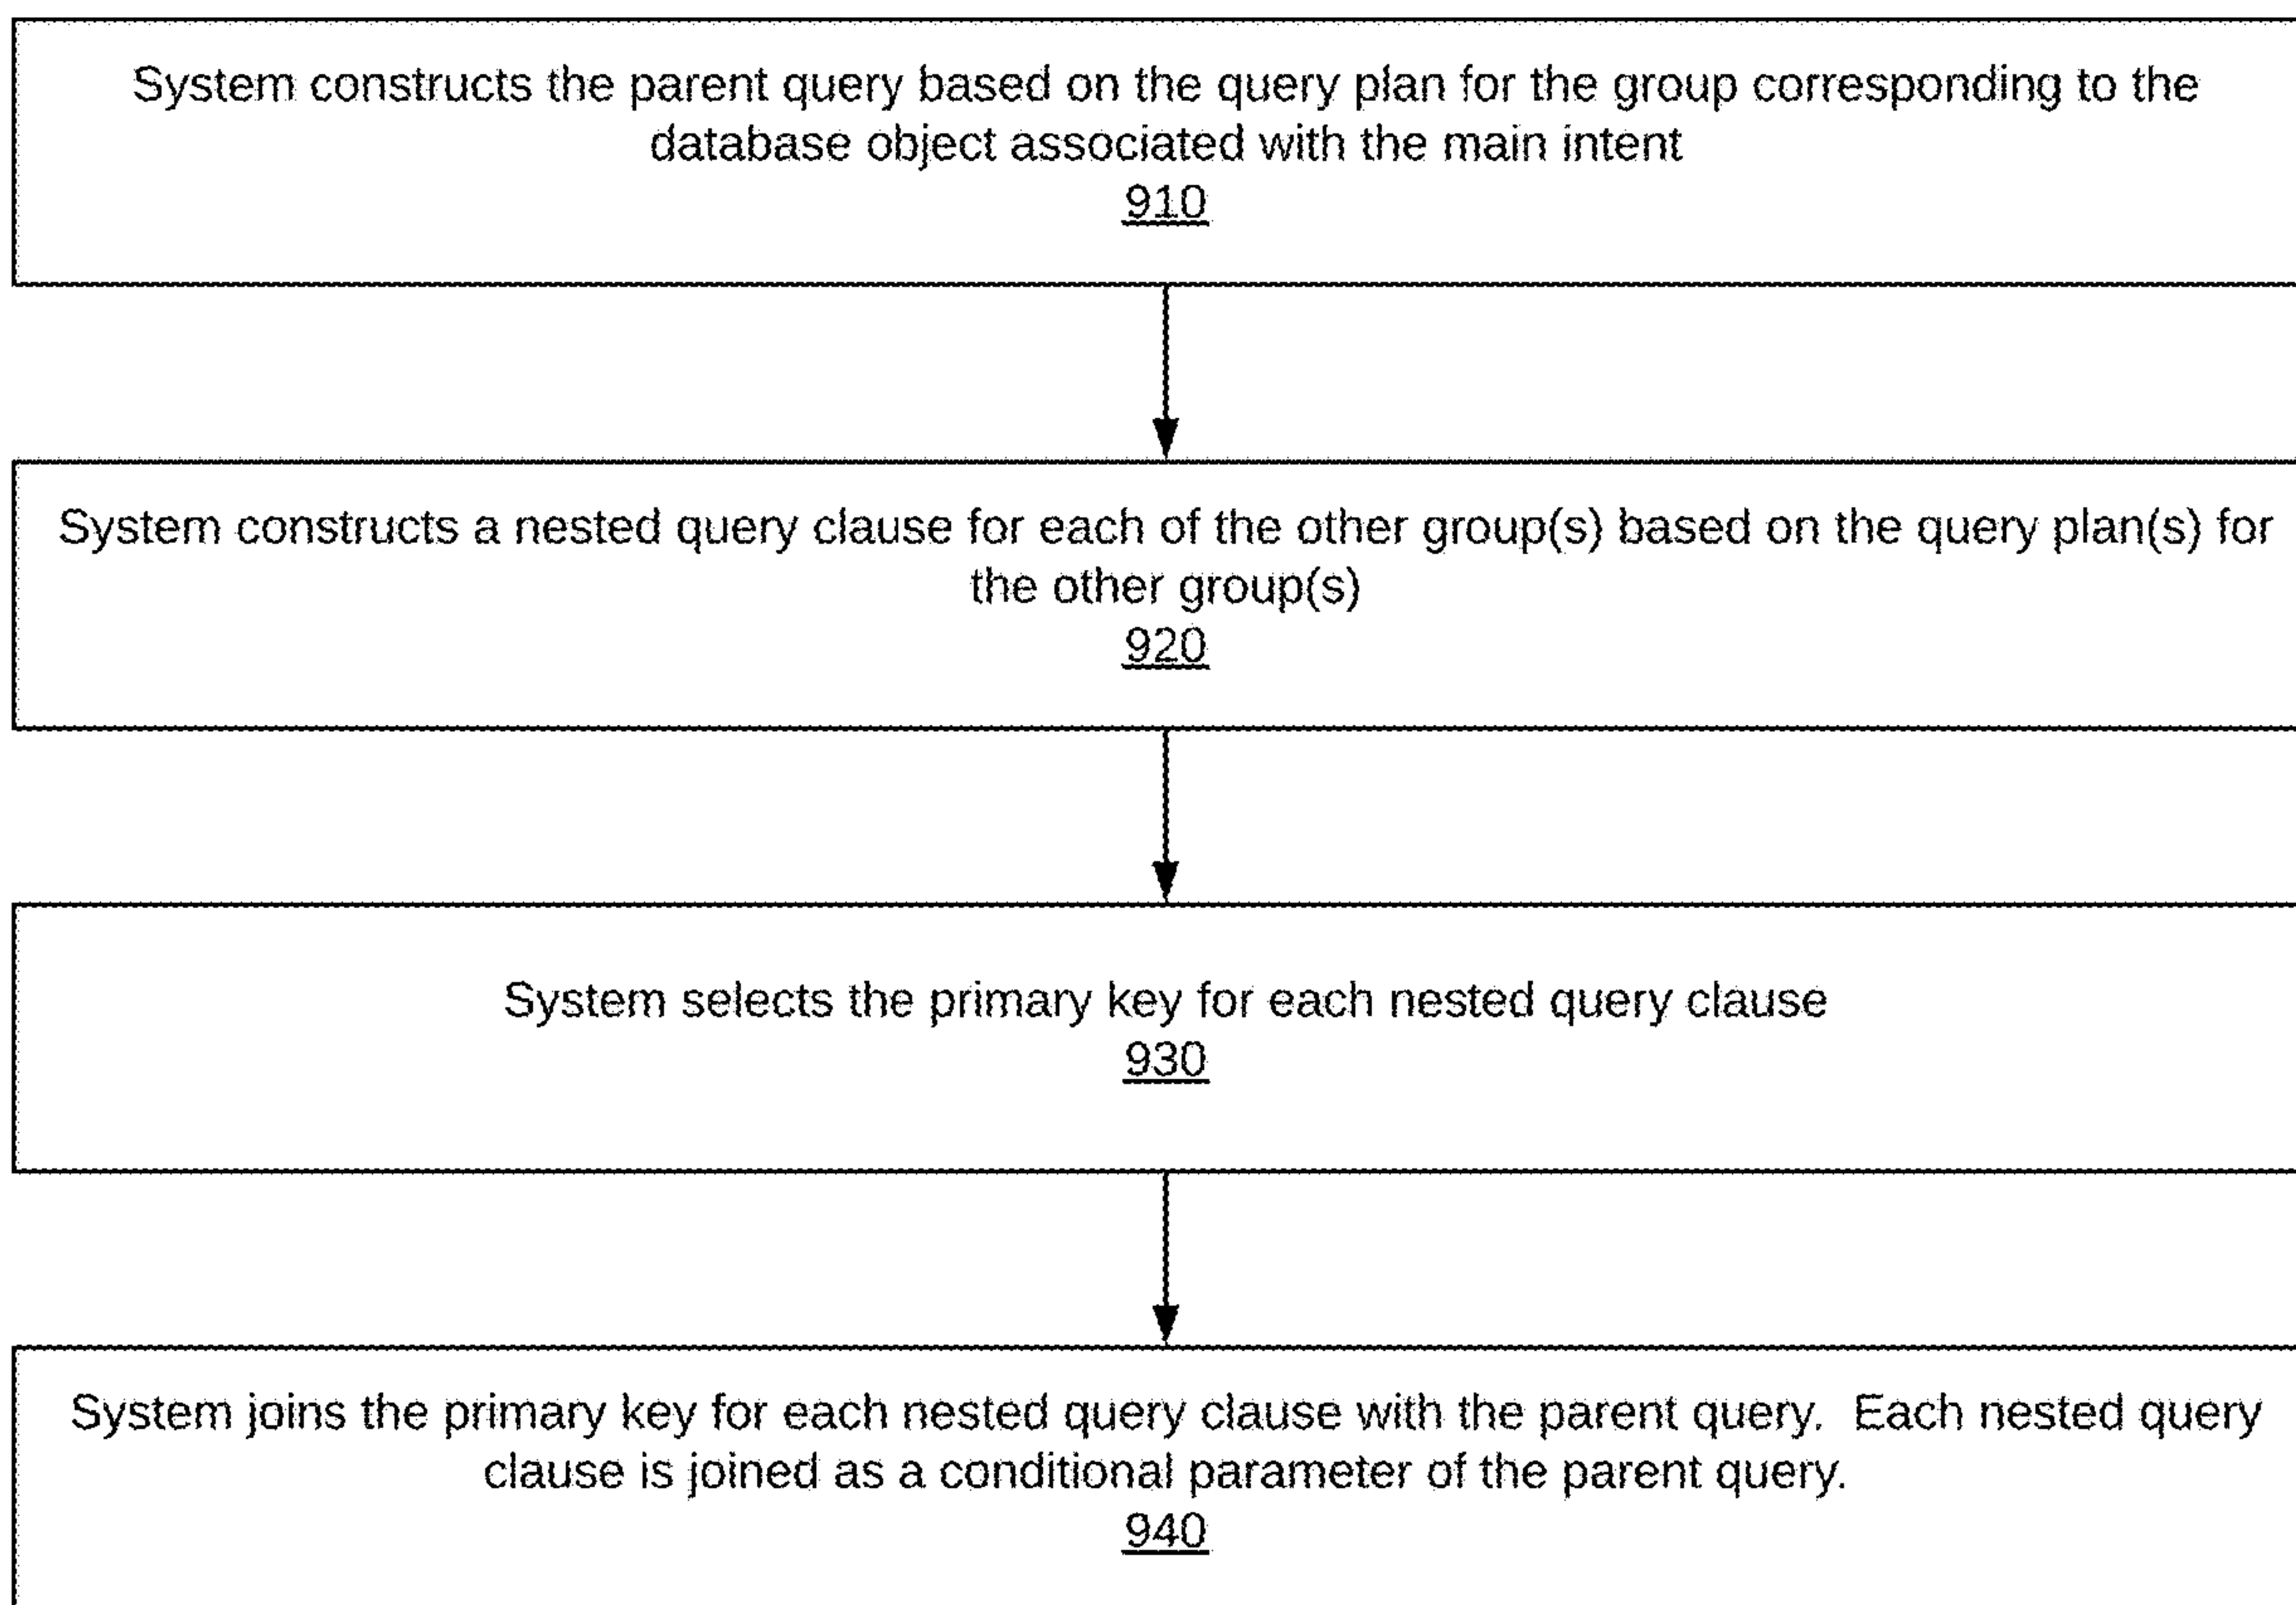 System constructs the parent query based on the query plan for the group corresponding to the
database object associated with the main intent
910
System constructs a nested query clause for each of the other group(s) based on the query plan(s) for
the other group(s)
920
System selects the primary key for each nested query clause
930
System joins the primary key for each nested query clause with the parent query.  Each nested query
clause is joined as a conditional parameter of the parent query.
940